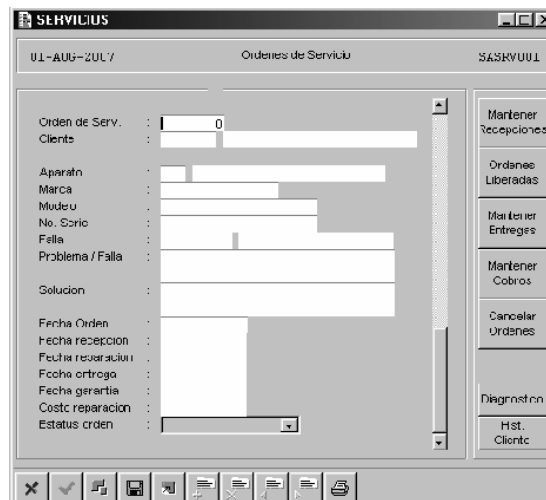 SERVICIOS
01-AUG-2007 Ordenes de Servicio SASRV001
Orden de Serv. : 0
Cliente :
Aparato :
Marca :
Modelo :
No. Serie :
Falla :
Problema / Falla :
Solucion :
Fecha Orden :
Fecha recepcion :
Fecha reparacion :
Fecha entrega :
Fecha garantia :
Costo reparacion :
Estatus orden :
Mantener
Recepciones
Ordenes
Liberadas
Mantener
Entregas
Mantener
Cobros
Cancelar
Ordenes
Diagnostico
Hist.
Cliente